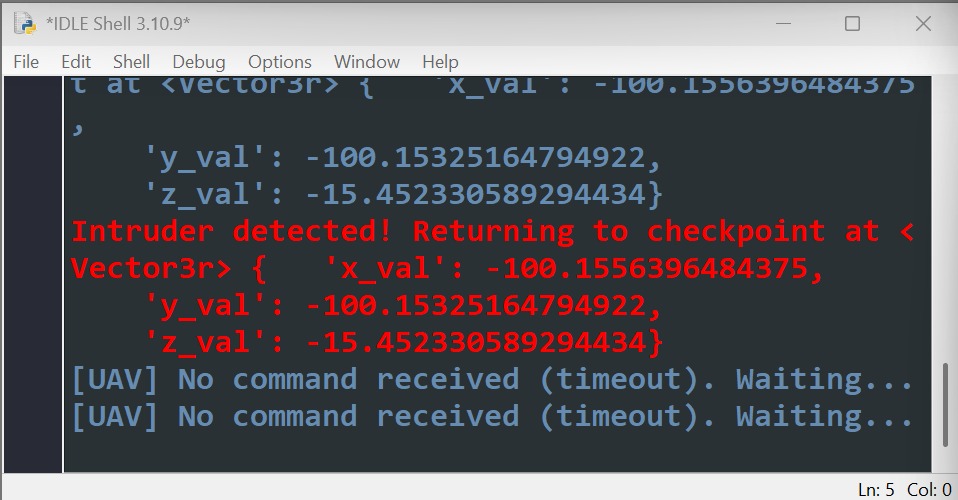 *IDLE Shell 3.10.9*
File Edit Shell Debug Options Window Help
t at <Vector3r> {    'x_val': -100.1556396484375
,
    'y_val': -100.15325164794922,
    'z_val': -15.452330589294434}
Intruder detected! Returning to checkpoint at <
Vector3r> {    'x_val': -100.1556396484375,
    'y_val': -100.15325164794922,
    'z_val': -15.452330589294434}
[UAV] No command received (timeout). Waiting...
[UAV] No command received (timeout). Waiting...
Ln: 5 Col: 0